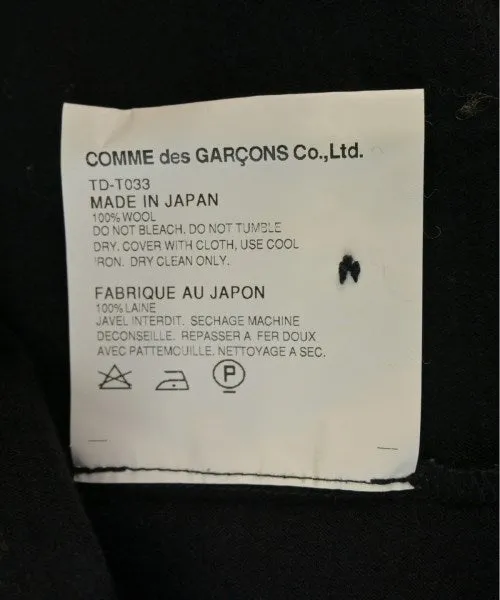 COMME des GARÇONS Co.,Ltd.
TD-T033
MADE IN JAPAN
100% WOOL
DO NOT BLEACH. DO NOT TUMBLE
DRY. COVER WITH CLOTH, USE COOL
IRON. DRY CLEAN ONLY.
FABRIQUE AU JAPON
100% LAINE
JAVEL INTERDIT. SECHAGE MACHINE
DECONSEILLE. REPASSER A FER DOUX
AVEC PATTEMOUILLE. NETTOYAGE A SEC.
P